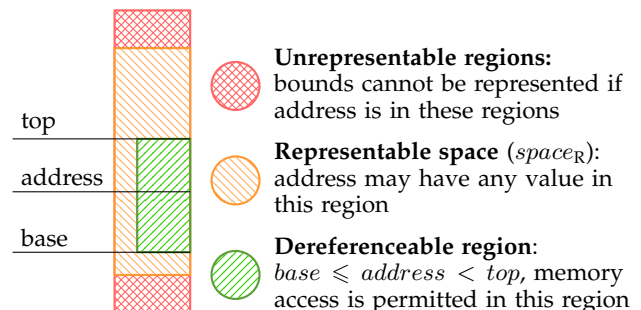 top
address
base
Unrepresentable regions:
bounds cannot be represented if
address is in these regions
Representable space (space_R):
address may have any value in
this region
Dereferenceable region:
base ⩽ address < top, memory
access is permitted in this region